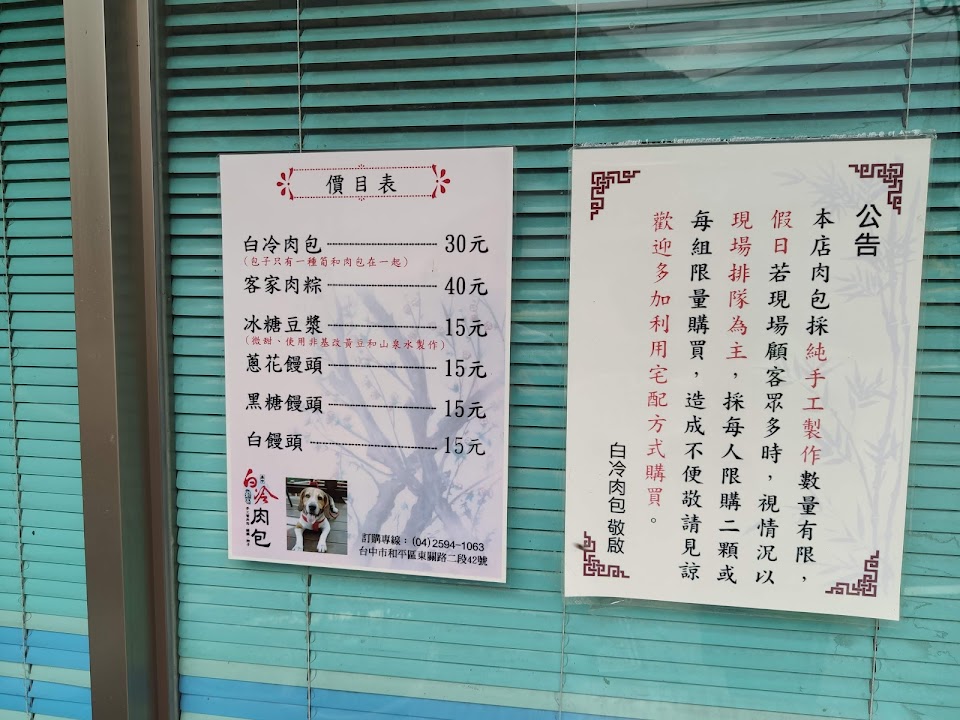 價目表
白冷肉包 30元
(包子只有一種筍和肉包在一起)
客家肉粽 40元
冰糖豆漿 15元
(微甜、使用非基改黃豆和山泉水製作)
蔥花饅頭 15元
黑糖饅頭 15元
白饅頭 15元
白冷肉包
訂購專線：(04)2594-1063
台中市和平區東關路二段42號
公告
本店肉包採純手工製作數量有限，
假日若現場顧客眾多時，視情況以
現場排隊為主，採每人限購二顆或
每組限量購買，造成不便敬請見諒
歡迎多加利用宅配方式購買。
白冷肉包 敬啟